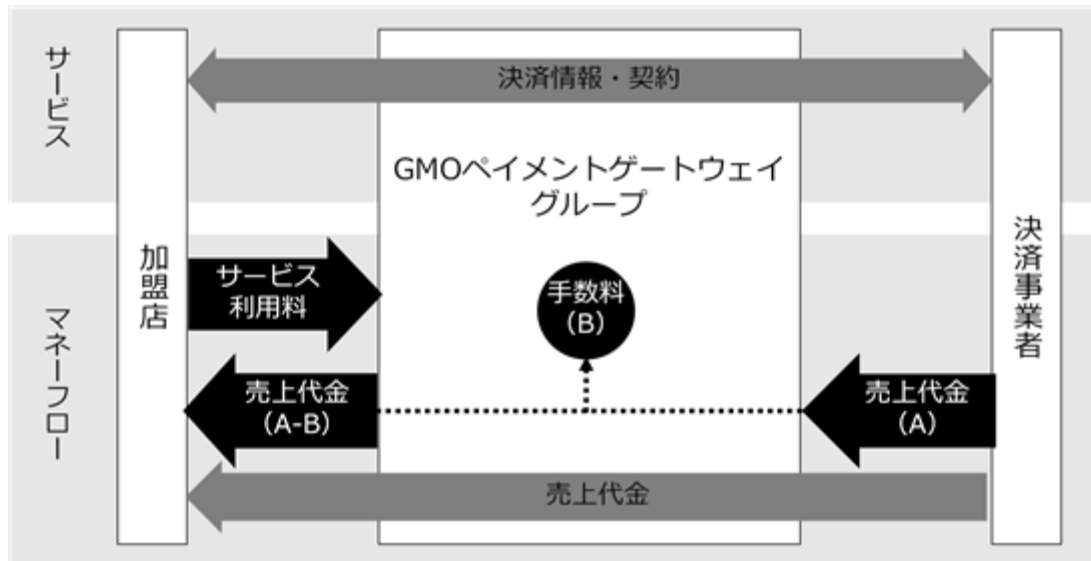 サービス
決済情報・契約
GMOペイメントゲートウェイ
グループ
加盟店
決済事業者
マネーフロー
サービス
利用料
手数料
（B）
売上代金
（A-B）
売上代金
（A）
売上代金